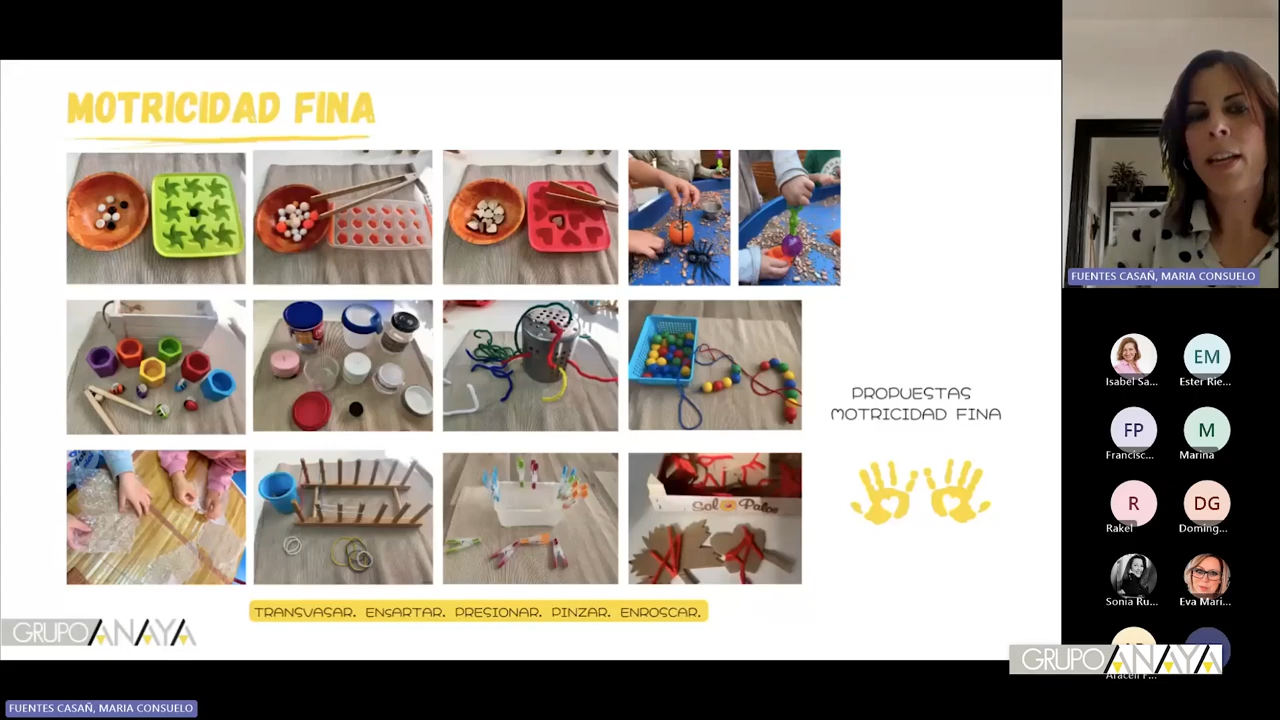 MOTRICIDAD FINA
PROPUESTAS
MOTRICIDAD FINA
Sol Palos
TRANSVASAR. ENSARTAR. PRESIONAR. PINZAR. ENROSCAR.
GRUPO ANAYA
FUENTES CASAÑ, MARIA CONSUELO
FUENTES CASAÑ, MARIA CONSUELO
Isabel Sa...
EM
Ester Rie...
FP
Francisc...
M
Marina
R
Rakel
DG
Doming...
Sonia Ru...
Eva Mari...
GRUPO ANAYA